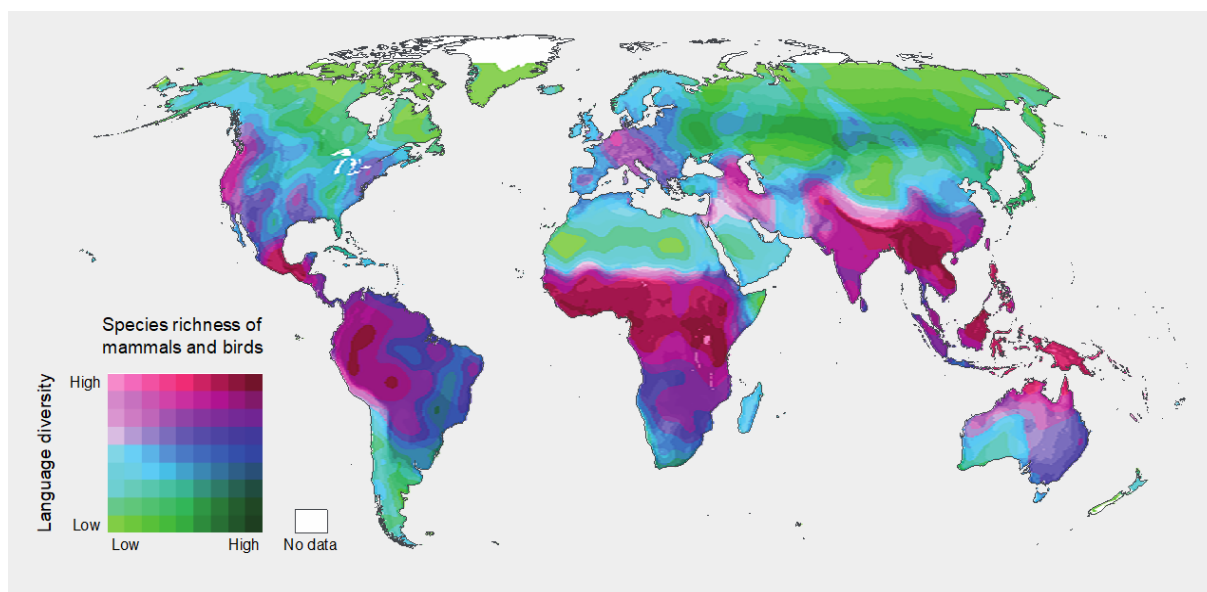 Species richness of
mammals and birds
High
Language diversity
Low
Low
High
No data